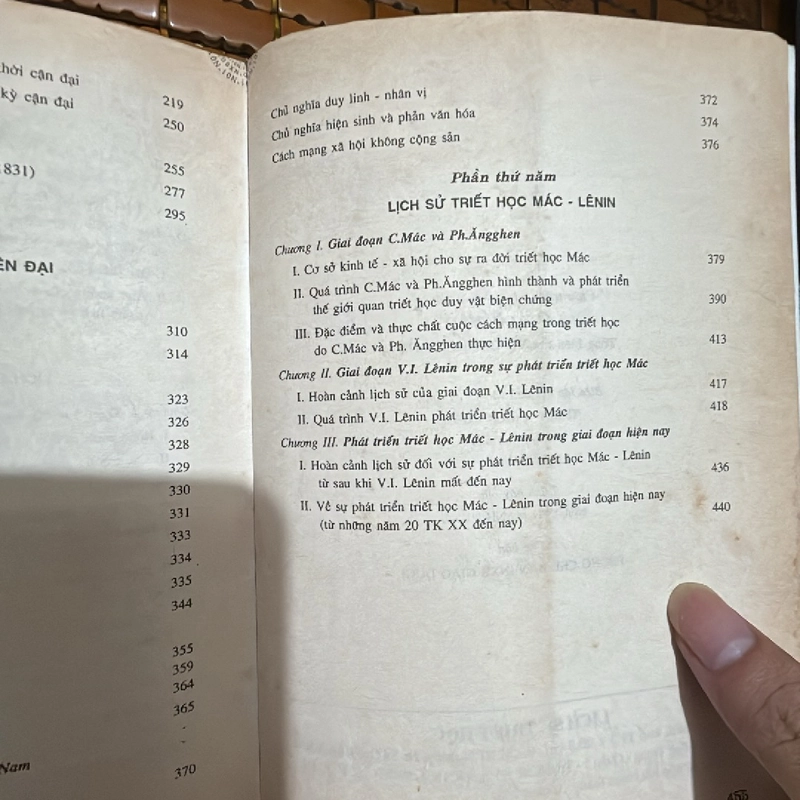 hời cận đại
219
kỳ cận đại
250
1831)
255
277
295
ỆN ĐẠI
310
314
323
326
328
329
330
331
333
334
335
344
355
359
364
365
Nam
370
Chủ nghĩa duy linh - nhân vị 372
Chủ nghĩa hiện sinh và phản văn hóa 374
Cách mạng xã hội không cộng sản 376
Phần thứ năm
LỊCH SỬ TRIẾT HỌC MÁC - LÊNIN
Chương I. Giai đoạn C.Mác và Ph.Ăngghen
I. Cơ sở kinh tế - xã hội cho sự ra đời triết học Mác 379
II. Quá trình C.Mác và Ph.Ăngghen hình thành và phát triển
thế giới quan triết học duy vật biện chứng 390
III. Đặc điểm và thực chất cuộc cách mạng trong triết học
do C.Mác và Ph. Ăngghen thực hiện 413
Chương II. Giai đoạn V.I. Lênin trong sự phát triển triết học Mác
I. Hoàn cảnh lịch sử của giai đoạn V.I. Lênin 417
II. Quá trình V.I. Lênin phát triển triết học Mác 418
Chương III. Phát triển triết học Mác - Lênin trong giai đoạn hiện nay
I. Hoàn cảnh lịch sử đối với sự phát triển triết học Mác - Lênin
từ sau khi V.I. Lênin mất đến nay 436
II. Về sự phát triển triết học Mác - Lênin trong giai đoạn hiện nay 440
(từ những năm 20 TK XX đến nay)